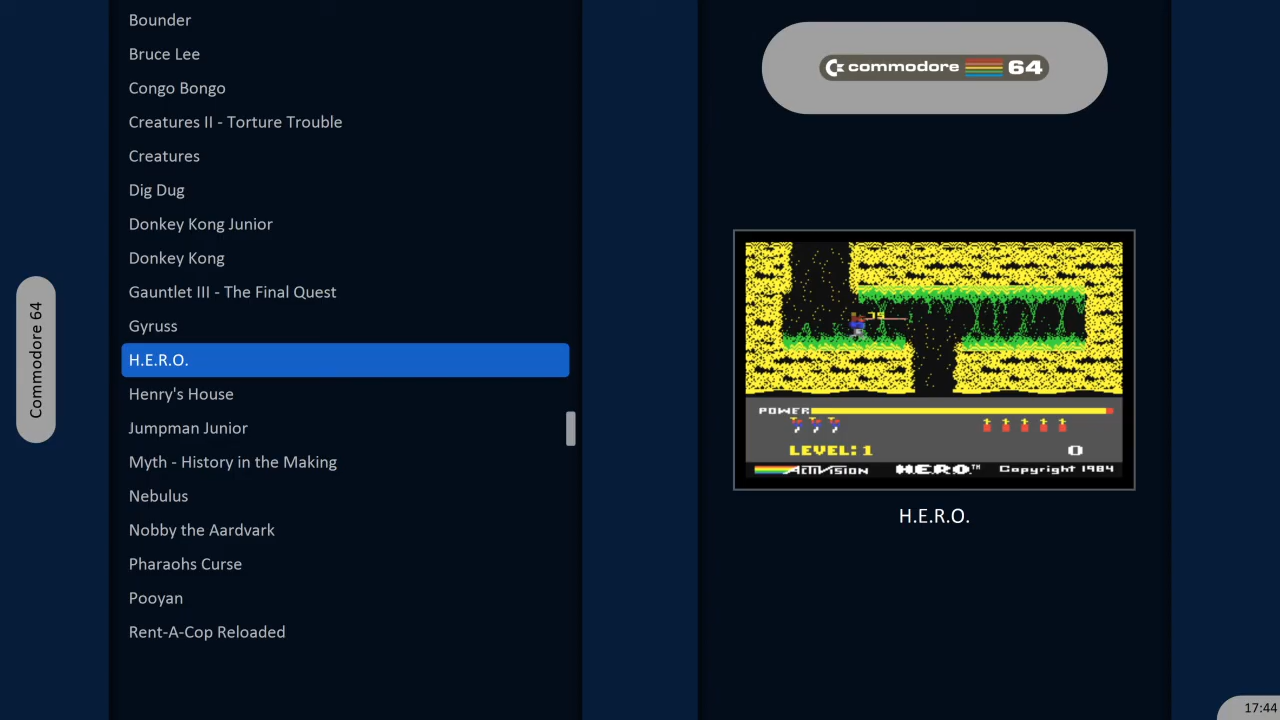 Commodore 64
Bounder
Bruce Lee
Congo Bongo
Creatures II - Torture Trouble
Creatures
Dig Dug
Donkey Kong Junior
Donkey Kong
Gauntlet III - The Final Quest
Gyruss
H.E.R.O.
Henry's House
Jumpman Junior
Myth - History in the Making
Nebulus
Nobby the Aardvark
Pharaohs Curse
Pooyan
Rent-A-Cop Reloaded
commodore 64
75
POWER
LEVEL: 1 0
ACTIVISION H.E.R.O.™ Copyright 1984
H.E.R.O.
17:44